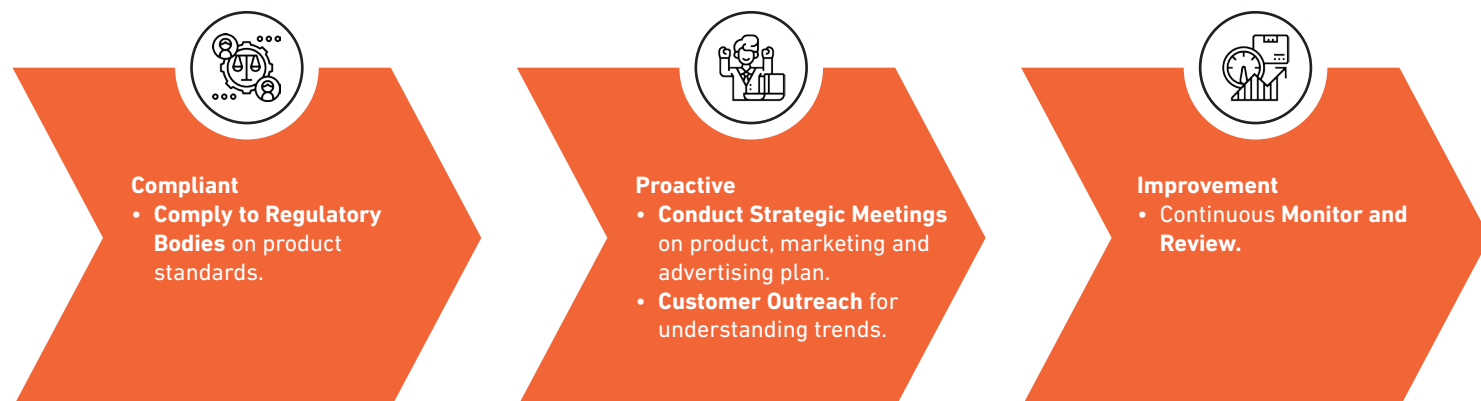 Compliant
• Comply to Regulatory
Bodies on product
standards.
Proactive
• Conduct Strategic Meetings
on product, marketing and
advertising plan.
• Customer Outreach for
understanding trends.
Improvement
• Continuous Monitor and
Review.